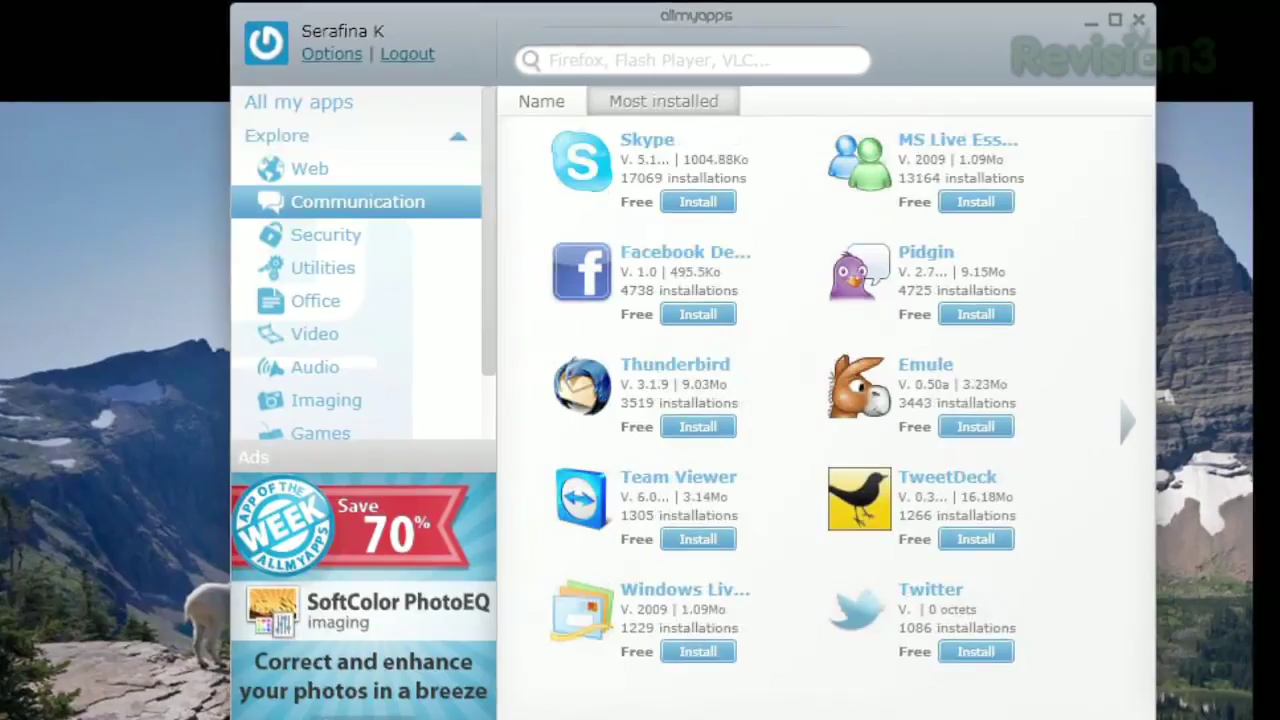 allmyapps
Serafina K
Options | Logout
Firefox, Flash Player, VLC...
Revision3
All my apps
Explore
Web
Communication
Security
Utilities
Office
Video
Audio
Imaging
Games
Name
Most installed
Skype
V. 5.1... | 1004.88Ko
17069 installations
Free Install
MS Live Ess...
V. 2009 | 1.09Mo
13164 installations
Free Install
Facebook De...
V. 1.0 | 495.5Ko
4738 installations
Free Install
Pidgin
V. 2.7... | 9.15Mo
4725 installations
Free Install
Thunderbird
V. 3.1.9 | 9.03Mo
3519 installations
Free Install
Emule
V. 0.50a | 3.23Mo
3443 installations
Free Install
Team Viewer
V. 6.0... | 3.14Mo
1305 installations
Free Install
TweetDeck
V. 0.3... | 16.18Mo
1266 installations
Free Install
Windows Liv...
V. 2009 | 1.09Mo
1229 installations
Free Install
Twitter
V. | 0 octets
1086 installations
Free Install
Ads
APP OF THE
WEEK
ALLMYAPPS
Save
70%
SoftColor PhotoEQ
imaging
Correct and enhance
your photos in a breeze